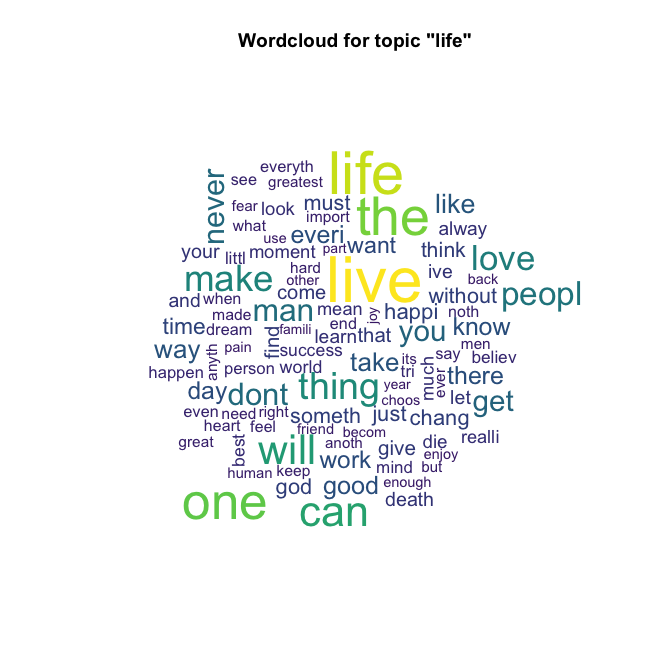 Wordcloud for topic "life"
everyth
life
see
greatest
never
fear
look
must
import
the
like
what
use
everi
alway
your
littl
moment
part
want
think
love
hard
other
live
ive
back
make
come
without
peopl
and
when
made
man
mean
joy
happi
noth
time
dream
find
famili
end
learn
that
you
know
way
anyth
pain
success
take
its
say
men
believ
happen
person
world
tri
much
ever
there
day
dont
thing
year
choos
let
get
even
need
right
someth
just
chang
heart
feel
friend
becom
great
best
will
anoth
give
die
realli
human
keep
work
mind
but
enjoy
god
good
enough
death
one
can